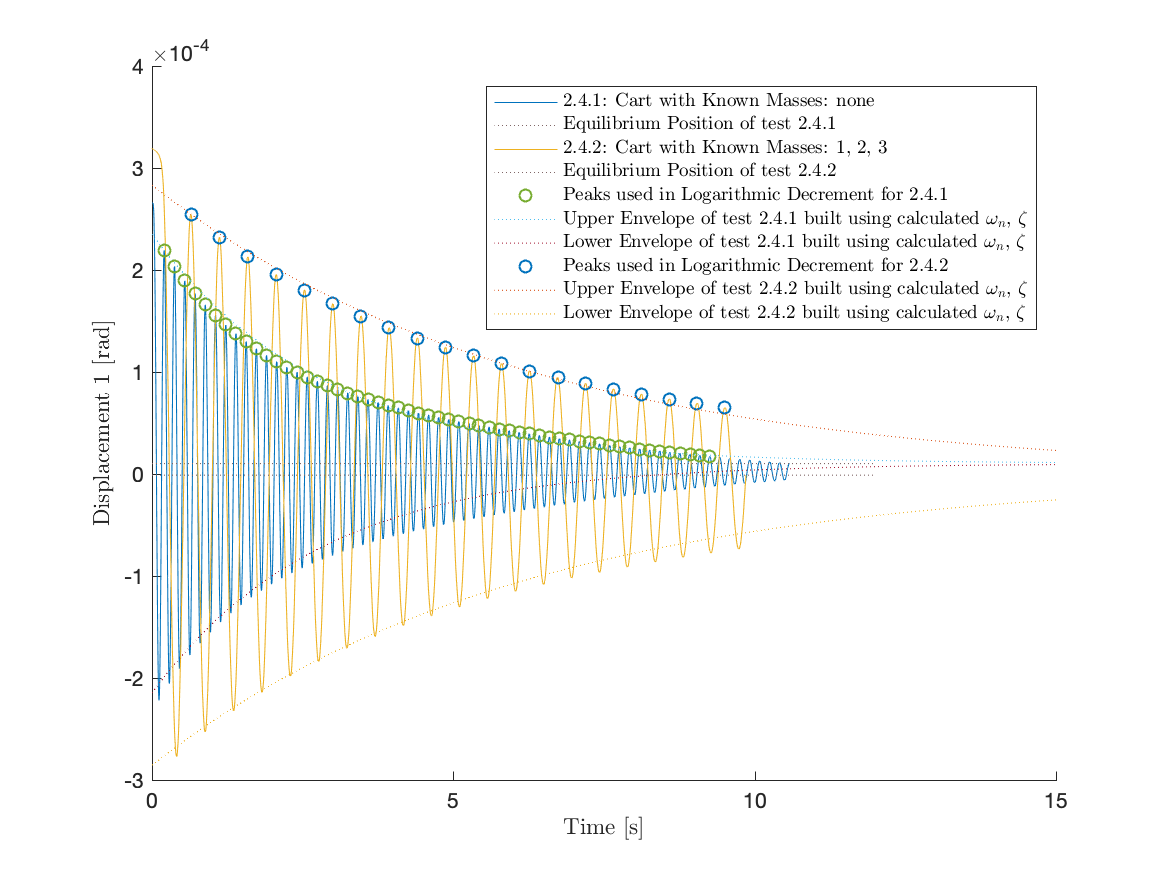 ×10⁻⁴
4
3
2
1
0
-1
-2
-3
Displacement 1 [rad]
2.4.1: Cart with Known Masses: none
Equilibrium Position of test 2.4.1
2.4.2: Cart with Known Masses: 1, 2, 3
Equilibrium Position of test 2.4.2
Peaks used in Logarithmic Decrement for 2.4.1
Upper Envelope of test 2.4.1 built using calculated ωₙ, ζ
Lower Envelope of test 2.4.1 built using calculated ωₙ, ζ
Peaks used in Logarithmic Decrement for 2.4.2
Upper Envelope of test 2.4.2 built using calculated ωₙ, ζ
Lower Envelope of test 2.4.2 built using calculated ωₙ, ζ
0 5 10 15
Time [s]